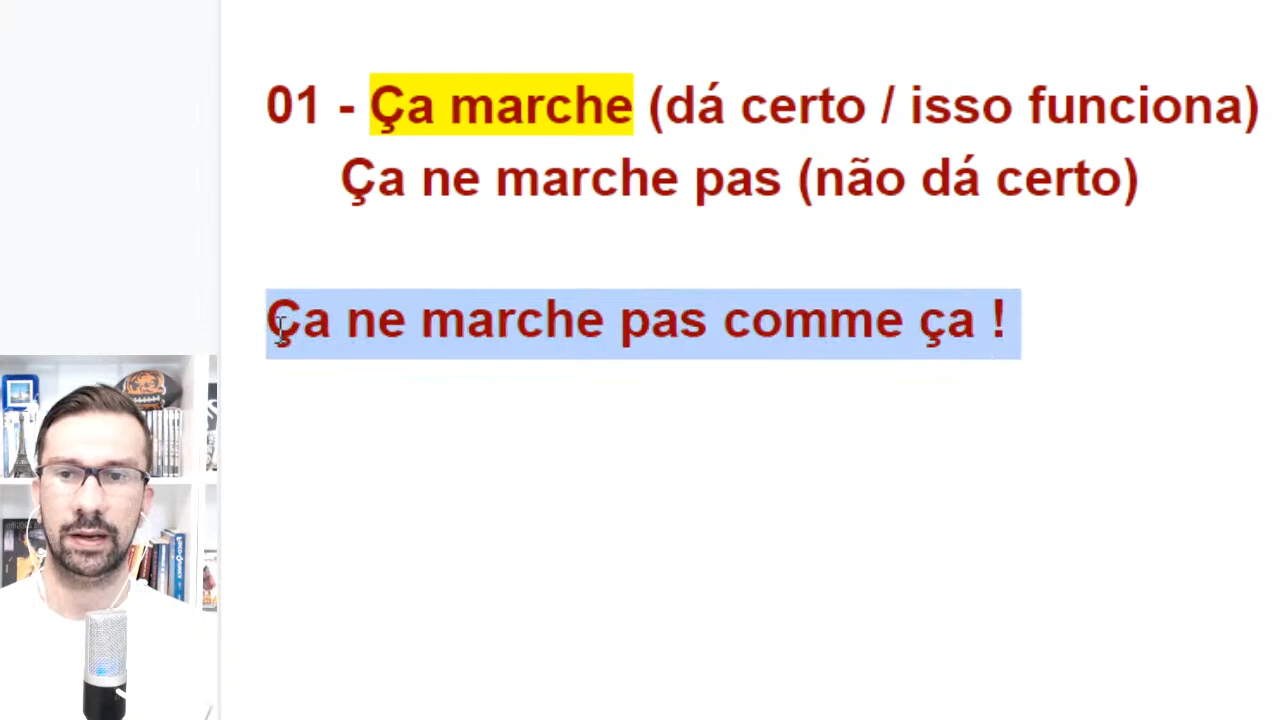 01 - Ça marche (dá certo / isso funciona)
Ça ne marche pas (não dá certo)
Ça ne marche pas comme ça !